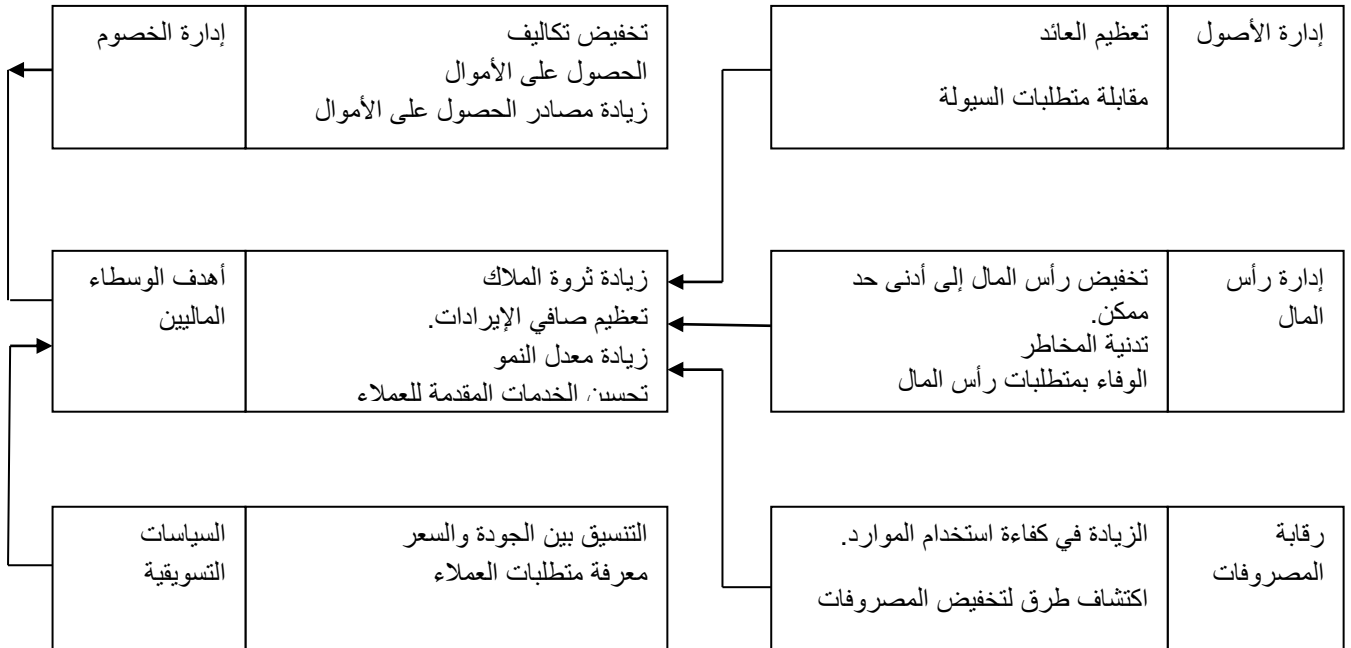 إدارة الأصول
تعظيم العائد
مقابلة متطلبات السيولة
إدارة الخصوم
تخفيض تكاليف
الحصول على الأموال
زيادة مصادر الحصول على الأموال
إدارة رأس
المال
تخفيض رأس المال إلى أدنى حد
ممكن.
تدنية المخاطر
الوفاء بمتطلبات رأس المال
زيادة ثروة الملاك
تعظيم صافي الإيرادات.
زيادة معدل النمو
تحسين الخدمات المقدمة للعملاء
أهدف الوسطاء
الماليين
رقابة
المصروفات
الزيادة في كفاءة استخدام الموارد.
اكتشاف طرق لتخفيض المصروفات
التنسيق بين الجودة والسعر
معرفة متطلبات العملاء
السياسات
التسويقية